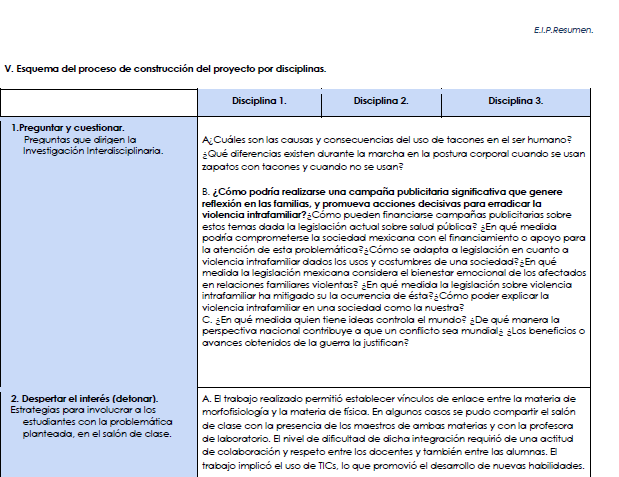 E.I.P.Resumen.
V. Esquema del proceso de construcción del proyecto por disciplinas.
Disciplina 1. Disciplina 2. Disciplina 3.
1.Preguntar y cuestionar.
Preguntas que dirigen la
Investigación Interdisciplinaria.
A¿Cuáles son las causas y consecuencias del uso de tacones en el ser humano?
¿Qué diferencias existen durante la marcha en la postura corporal cuando se usan
zapatos con tacones y cuando no se usan?
B. ¿Cómo podría realizarse una campaña publicitaria significativa que genere
reflexión en las familias, y promueva acciones decisivas para erradicar la
violencia intrafamiliar?¿Cómo pueden financiarse campañas publicitarias sobre
estos temas dada la legislación actual sobre salud pública? ¿En qué medida
podría comprometerse la sociedad mexicana con el financiamiento o apoyo para
la atención de esta problemática?¿Cómo se adapta a legislación en cuanto a
violencia intrafamiliar dados los usos y costumbres de una sociedad?¿En qué
medida la legislación mexicana considera el bienestar emocional de los afectados
en relaciones familiares violentas? ¿En qué medida la legislación sobre violencia
intrafamiliar ha mitigado su la ocurrencia de ésta?¿Cómo poder explicar la
violencia intrafamiliar en una sociedad como la nuestra?
C. ¿En qué medida quien tiene ideas controla el mundo? ¿De qué manera la
perspectiva nacional contribuye a que un conflicto sea mundial¿ ¿Los beneficios o
avances obtenidos de la guerra la justifican?
2. Despertar el interés (detonar).
Estrategias para involucrar a los
estudiantes con la problemática
planteada, en el salón de clase.
A. El trabajo realizado permitió establecer vínculos de enlace entre la materia de
morfofisiología y la materia de física. En algunos casos se pudo compartir el salón
de clase con la presencia de los maestros de ambas materias y con la profesora
de laboratorio. El nivel de dificultad de dicha integración requirió de una actitud
de colaboración y respeto entre los docentes y también entre las alumnas. El
trabajo implicó el uso de TICs, lo que promovió el desarrollo de nuevas habilidades.